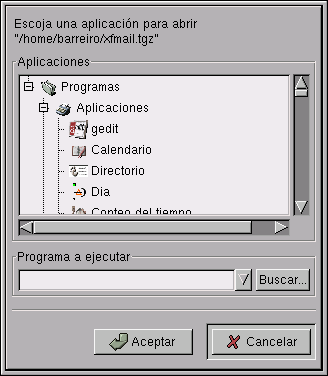 Escoja una aplicación para abrir
"/home/barreiro/xfmail.tgz"
Aplicaciones
Programas
Aplicaciones
gedit
Calendario
Directorio
Dia
Conteo del tiempo
Programa a ejecutar
Buscar...
Aceptar
Cancelar